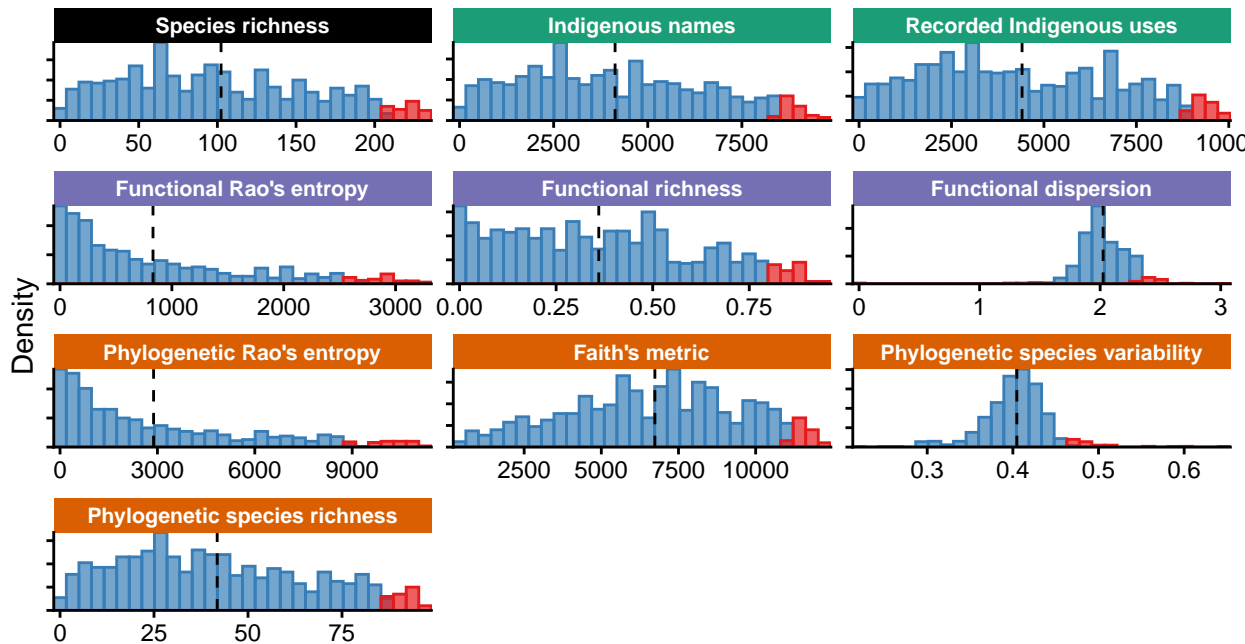 Species richness Indigenous names Recorded Indigenous uses
0 50 100 150 200 0 2500 5000 7500 0 2500 5000 7500 1000
Functional Rao's entropy Functional richness Functional dispersion
0 1000 2000 3000 0.00 0.25 0.50 0.75 0 1 2 3
Density
Phylogenetic Rao's entropy Faith's metric Phylogenetic species variability
0 3000 6000 9000 2500 5000 7500 10000 0.3 0.4 0.5 0.6
Phylogenetic species richness
0 25 50 75